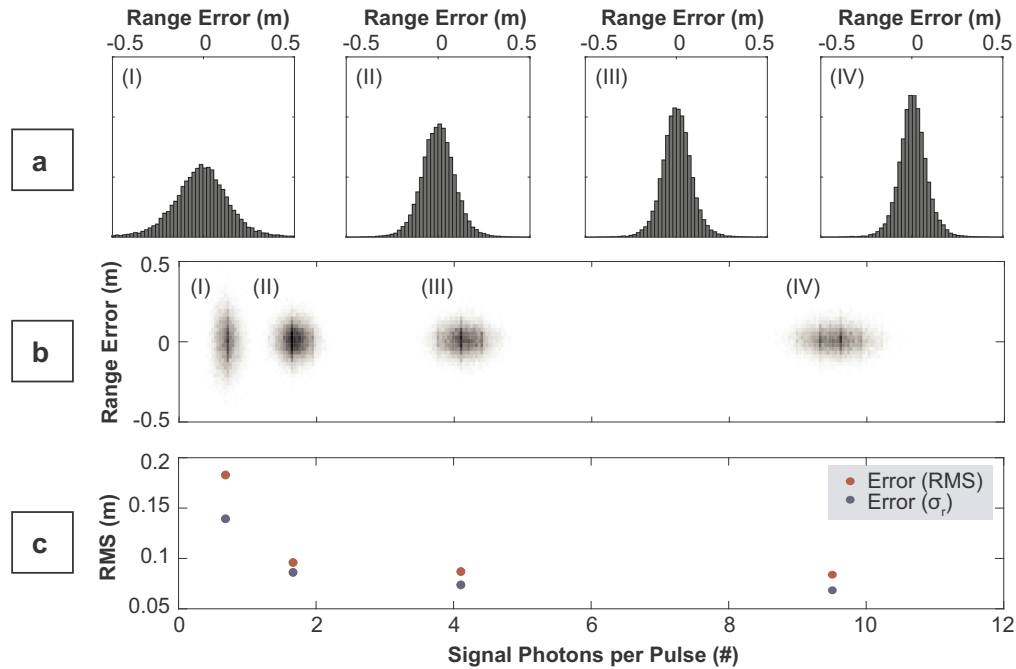 Range Error (m) Range Error (m) Range Error (m) Range Error (m)
-0.5 0 0.5 -0.5 0 0.5 -0.5 0 0.5 -0.5 0 0.5
(I) (II) (III) (IV)
a
0.5
(I) (II) (III) (IV)
Range Error (m)
0
b
-0.5
0.2
Error (RMS)
Error (σr)
0.15
RMS (m)
c
0.1
0.05
0 2 4 6 8 10 12
Signal Photons per Pulse (#)